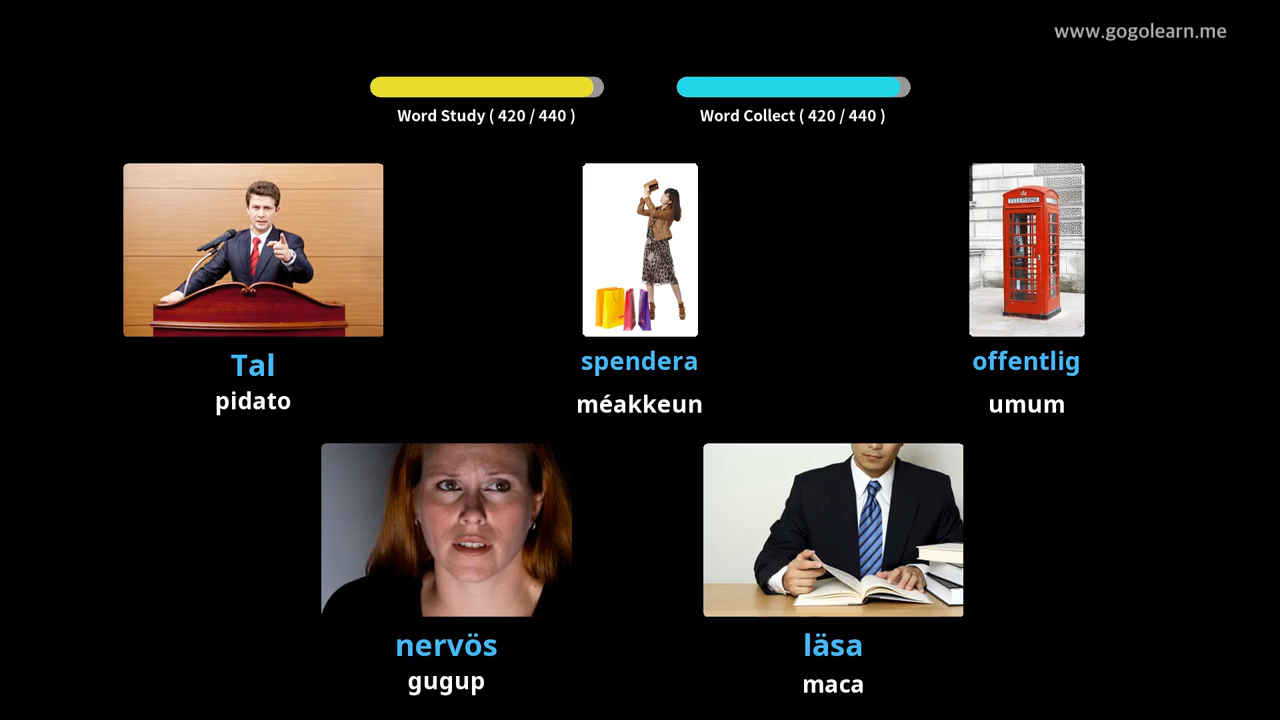 www.gogolearn.me
Word Study ( 420 / 440 )
Word Collect ( 420 / 440 )
TELEPHONE
Tal
pidato
spendera
méakkeun
offentlig
umum
nervös
gugup
läsa
maca